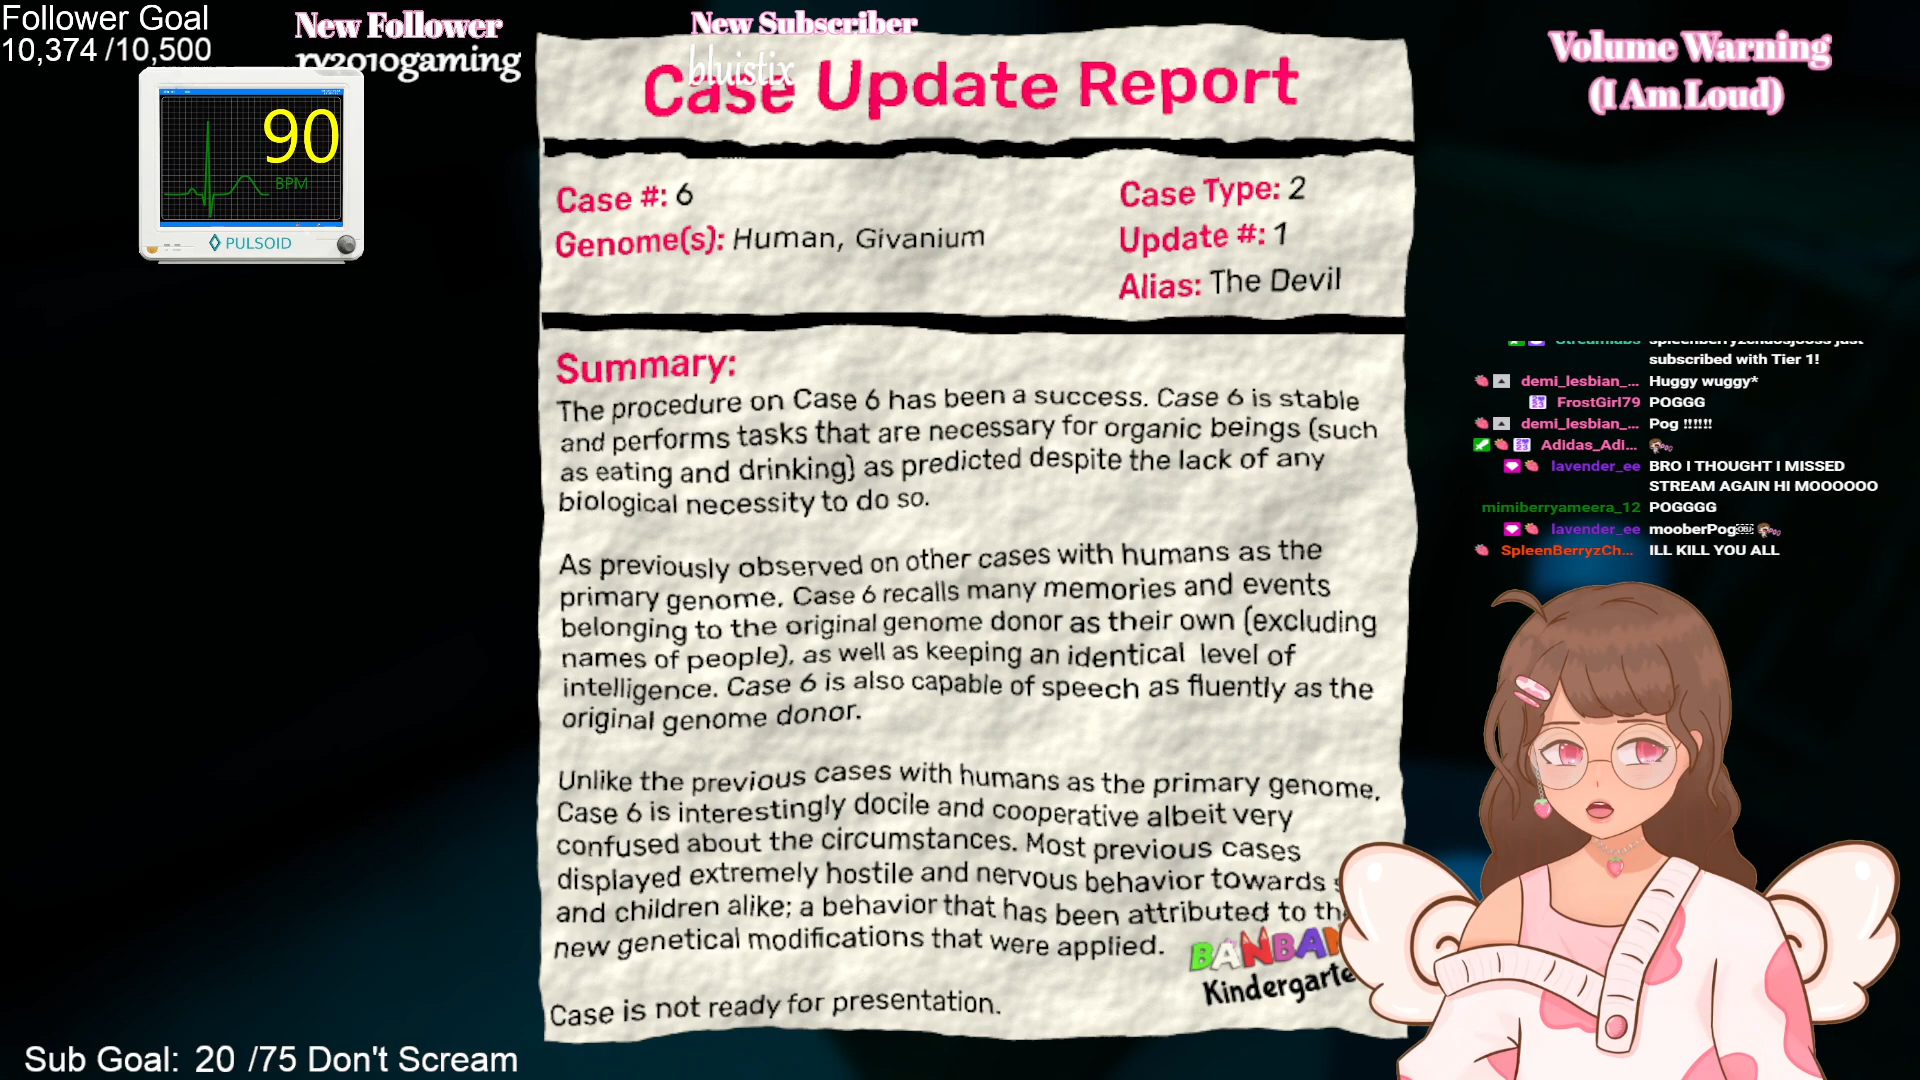 Follower Goal
10,374 /10,500
New Follower
ry2010gaming
New Subscriber
bluistix
Volume Warning
(I Am Loud)
90
BPM
PULSOID
Case Update Report
Case #: 6
Genome(s): Human, Givanium
Case Type: 2
Update #: 1
Alias: The Devil
Summary:
The procedure on Case 6 has been a success. Case 6 is stable
and performs tasks that are necessary for organic beings (such
as eating and drinking) as predicted despite the lack of any
biological necessity to do so.
As previously observed on other cases with humans as the
primary genome, Case 6 recalls many memories and events
belonging to the original genome donor as their own (excluding
names of people), as well as keeping an identical level of
intelligence. Case 6 is also capable of speech as fluently as the
original genome donor.
Unlike the previous cases with humans as the primary genome,
Case 6 is interestingly docile and cooperative albeit very
confused about the circumstances. Most previous cases
displayed extremely hostile and nervous behavior towards
and children alike; a behavior that has been attributed to
new genetical modifications that were applied.
Case is not ready for presentation.
BANBAN
Kindergarte
Streamlabs spleenberryzchaosjo0ss just
subscribed with Tier 1!
demi_lesbian_... Huggy wuggy*
FrostGirl79 POGGG
demi_lesbian_... Pog !!!!!!
Adidas_Adi...
lavender_ee BRO I THOUGHT I MISSED
STREAM AGAIN HI MOOOOOO
mimiberryameera_12 POGGGG
lavender_ee mooberPog
SpleenBerryzCh... ILL KILL YOU ALL
Sub Goal: 20 /75 Don't Scream